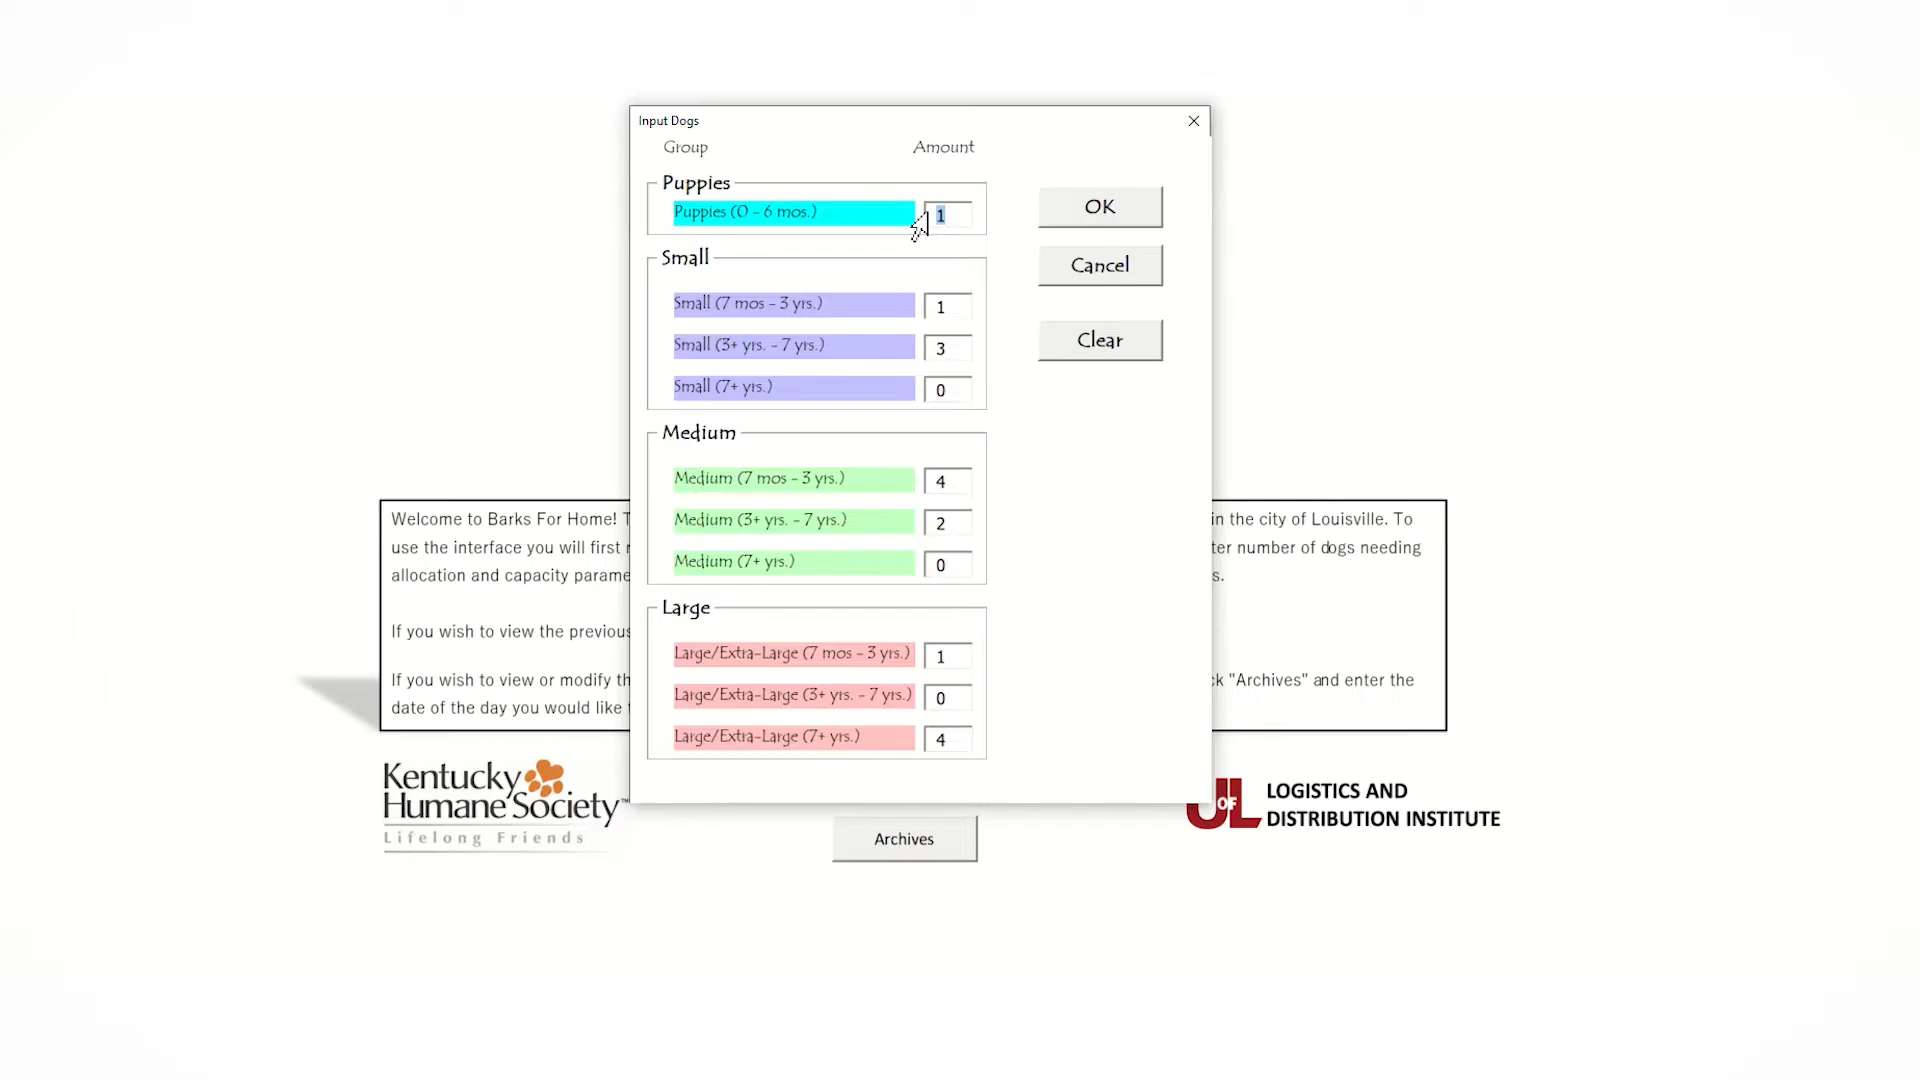 Input Dogs
Group Amount
Puppies
Puppies (0 - 6 mos.) 1
Small
Small (7 mos - 3 yrs.) 1
Small (3+ yrs. - 7 yrs.) 3
Small (7+ yrs.) 0
Medium
Medium (7 mos - 3 yrs.) 4
Medium (3+ yrs. - 7 yrs.) 2
Medium (7+ yrs.) 0
Large
Large/Extra-Large (7 mos - 3 yrs.) 1
Large/Extra-Large (3+ yrs. - 7 yrs.) 0
Large/Extra-Large (7+ yrs.) 4
OK
Cancel
Clear
Welcome to Barks For Home! in the city of Louisville. To
use the interface you will first number of dogs needing
allocation and capacity
If you wish to view the previous
If you wish to view or modify "Archives" and enter the
date of the day you would like
Kentucky
Humane Society™
Lifelong Friends
Archives
UL OF
LOGISTICS AND
DISTRIBUTION INSTITUTE